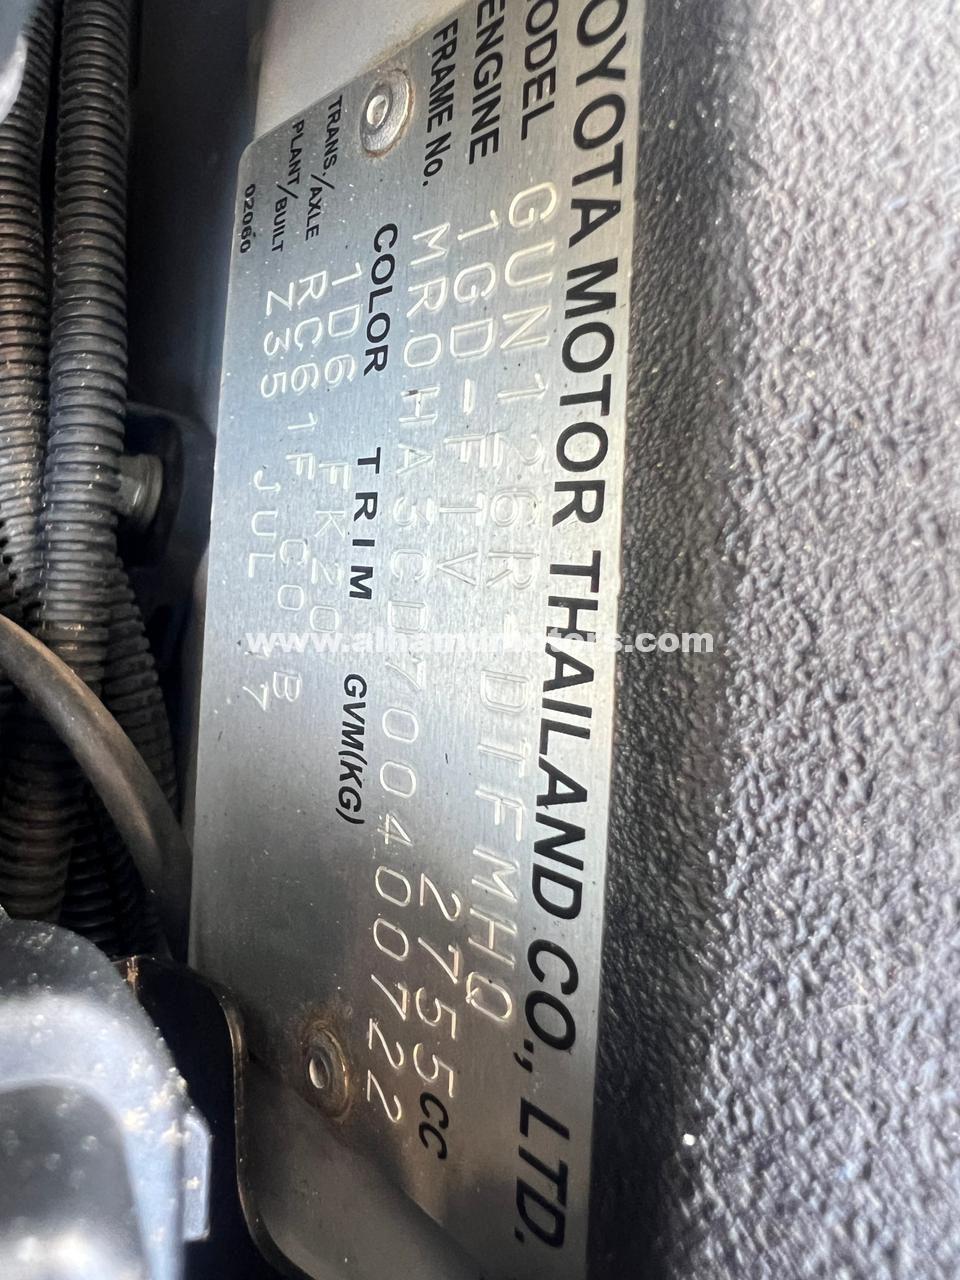 TOYOTA MOTOR THAILAND CO., LTD.
MODEL GUN126R-DTFMHQ
ENGINE 1GD-FTV 2755CC
FRAME No. MR0HA3CD700400722
COLOR TRIM GVM(KG)
1D6 FK20
TRANS./AXLE RC61F C0 B
PLANT/BUILT Z35 JUL 17
02060
www.alhamdmotors.com